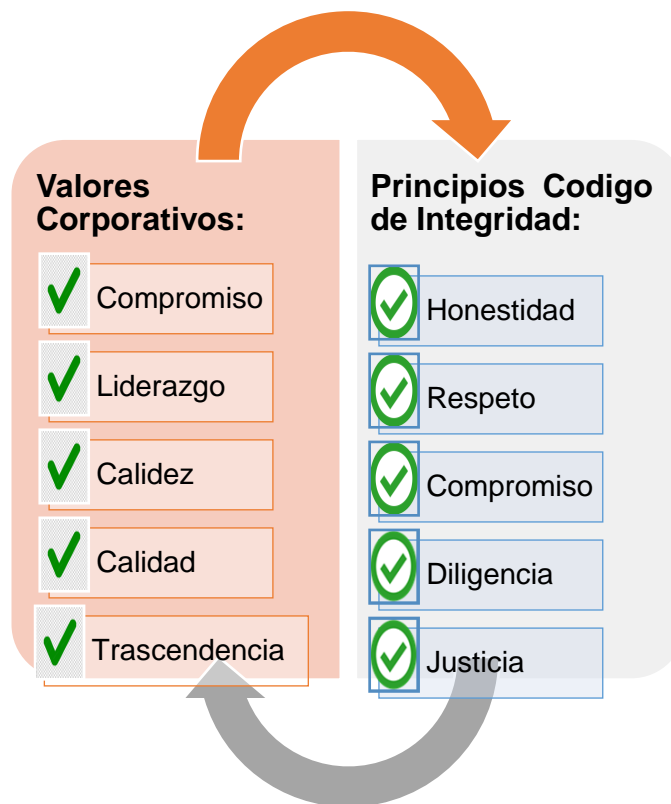 Valores
Corporativos:
Compromiso
Liderazgo
Calidez
Calidad
Trascendencia
Principios Codigo
de Integridad:
Honestidad
Respeto
Compromiso
Diligencia
Justicia